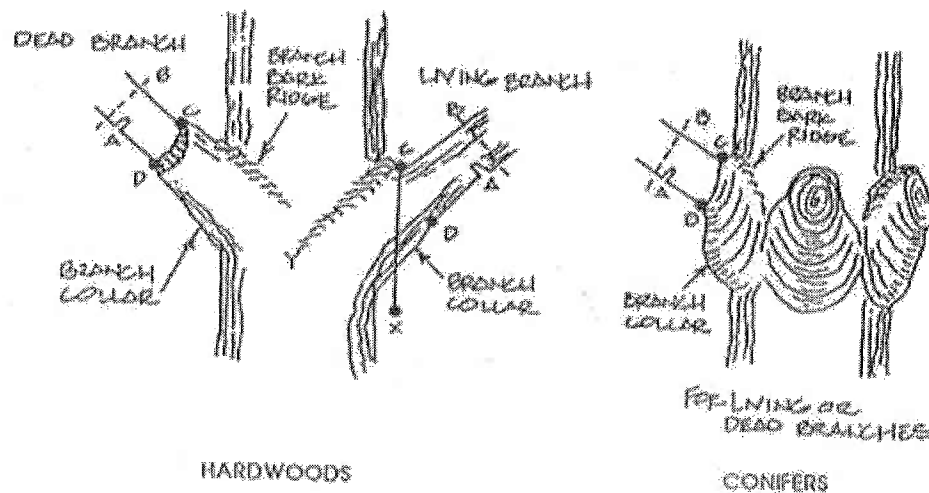 DEAD BRANCH
B
C
A
D
BRANCH
BARK
RIDGE
BRANCH
COLLAR
LIVING BRANCH
B
C
A
D
Y
X
BRANCH
COLLAR
HARDWOODS
B
C
A
D
BRANCH
BARK
RIDGE
BRANCH
COLLAR
FOR LIVING OR
DEAD BRANCHES
CONIFERS